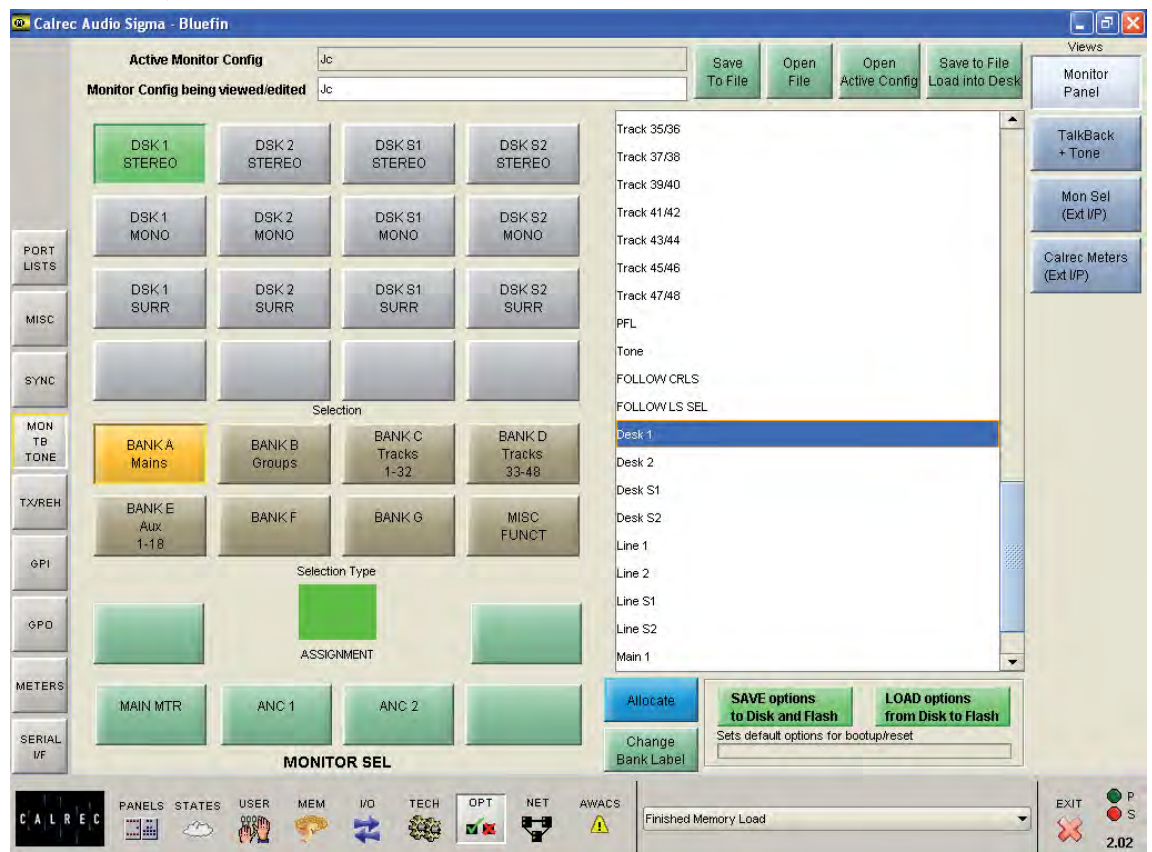 Calrec Audio Sigma - Bluefin
Active Monitor Config
Jc
Monitor Config being viewed/edited
Jc
Save
To File
Open
File
Open
Active Config
Save to File
Load into Desk
Views
Monitor
Panel
TalkBack
+ Tone
Mon Sel
(Ext I/P)
Calrec Meters
(Ext I/P)
PORT
LISTS
MISC
SYNC
MON
TB
TONE
TX/REH
GPI
GPO
METERS
SERIAL
I/F
DSK 1
STEREO
DSK 2
STEREO
DSK S1
STEREO
DSK S2
STEREO
DSK 1
MONO
DSK 2
MONO
DSK S1
MONO
DSK S2
MONO
DSK 1
SURR
DSK 2
SURR
DSK S1
SURR
DSK S2
SURR
Selection
BANK A
Mains
BANK B
Groups
BANK C
Tracks
1-32
BANK D
Tracks
33-48
BANK E
Aux
1-18
BANK F
BANK G
MISC
FUNCT
Selection Type
ASSIGNMENT
MAIN MTR
ANC 1
ANC 2
MONITOR SEL
Track 35/36
Track 37/38
Track 39/40
Track 41/42
Track 43/44
Track 45/46
Track 47/48
PFL
Tone
FOLLOW CRLS
FOLLOW LS SEL
Desk 1
Desk 2
Desk S1
Desk S2
Line 1
Line 2
Line S1
Line S2
Main 1
Allocate
Change
Bank Label
SAVE options
to Disk and Flash
LOAD options
from Disk to Flash
Sets default options for bootup/reset
CALREC
PANELS
STATES
USER
MEM
I/O
TECH
OPT
NET
AWACS
Finished Memory Load
EXIT
P
S
2.02